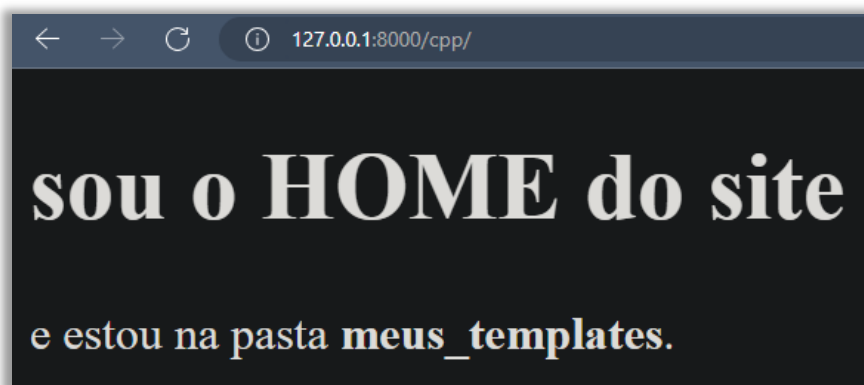 127.0.0.1:8000/cpp/
sou o HOME do site
e estou na pasta meus_templates.